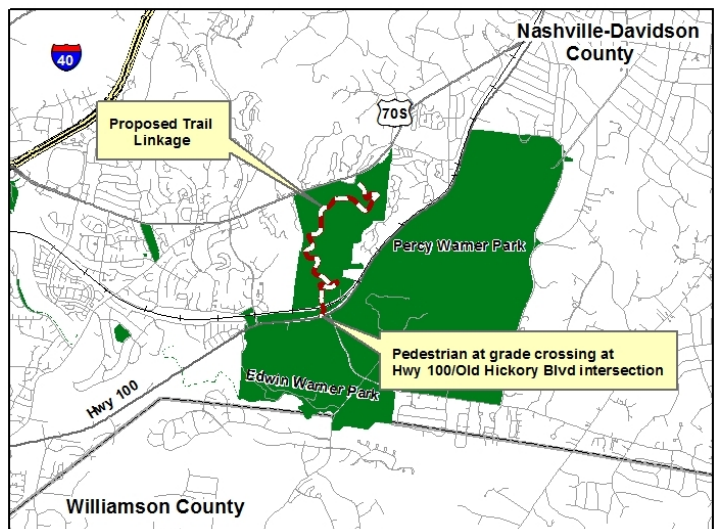 Nashville-Davidson
County
40
70S
Proposed Trail
Linkage
Percy Warner Park
Pedestrian at grade crossing at
Hwy 100/Old Hickory Blvd intersection
Edwin Warner Park
Hwy 100
Williamson County